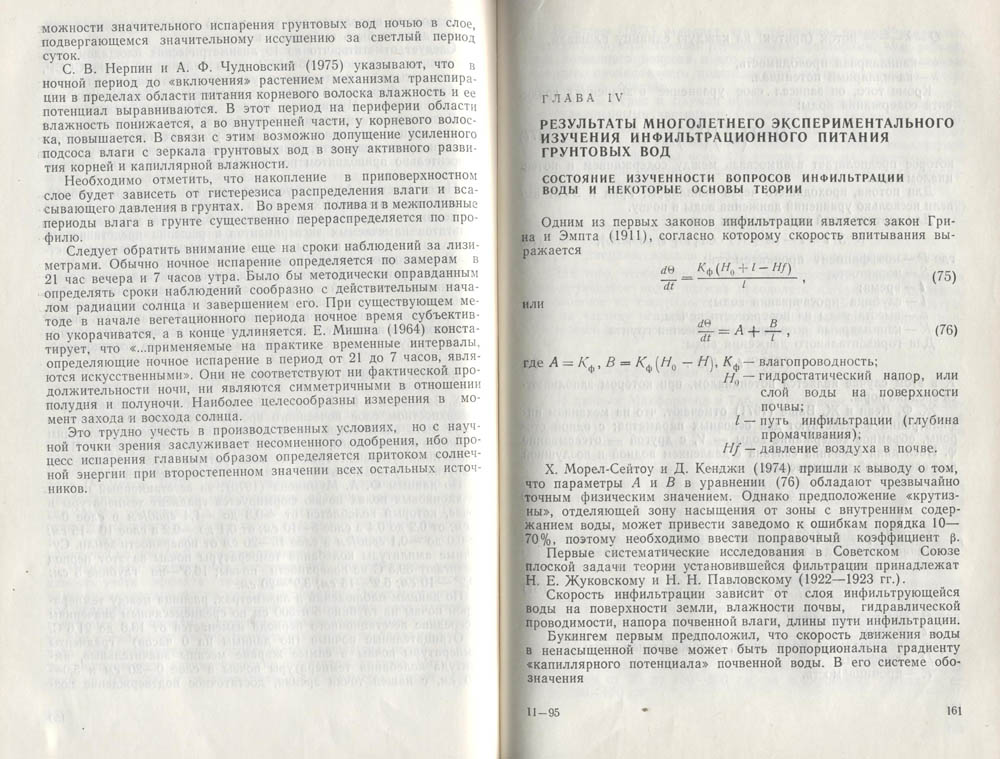 можности значительного испарения грунтовых вод ночью в слое,
подвергающемся значительному иссушению за светлый период
суток.
С. В. Нерпин и А. Ф. Чудновский (1975) указывают, что в
ночной период до «включения» растением механизма транспира-
ции в пределах области питания корневого волоска влажность и ее
потенциал выравниваются. В этот период на периферии области
влажность понижается, а во внутренней части, у корневого волос-
ка, повышается. В связи с этим возможно допущение усиленного
подсоса влаги с зеркала грунтовых вод в зону активного разви-
тия корней и капиллярной влажности.
Необходимо отметить, что накопление в приповерхностном
слое будет зависеть от гистерезиса распределения влаги и вса-
сывающего давления в грунтах. Во время полива и в межполивные
периоды влага в грунте существенно перераспределяется по про-
филю.
Следует обратить внимание еще на сроки наблюдений за лизи-
метрами. Обычно ночное испарение определяется по замерам в
21 час вечера и 7 часов утра. Было бы методически оправданным
определять сроки наблюдений сообразно с действительным нача-
лом радиации солнца и завершением его. При существующем ме-
тоде в начале вегетационного периода ночное время субъектив-
но укорачивается, а в конце удлиняется. Е. Мишна (1964) конста-
тирует, что «...применяемые на практике временные интервалы,
определяющие ночное испарение в период от 21 до 7 часов, явля-
ются искусственными». Они не соответствуют ни фактической про-
должительности ночи, ни являются симметричными в отношении
полудня и полуночи. Наиболее целесообразны измерения в мо-
мент захода и восхода солнца.
Это трудно учесть в производственных условиях, но с науч-
ной точки зрения заслуживает несомненного одобрения, ибо про-
цесс испарения главным образом определяется притоком солнеч-
ной энергии при второстепенном значении всех остальных источ-
ников.
ГЛАВА IV
РЕЗУЛЬТАТЫ МНОГОЛЕТНЕГО ЭКСПЕРИМЕНТАЛЬНОГО
ИЗУЧЕНИЯ ИНФИЛЬТРАЦИОННОГО ПИТАНИЯ
ГРУНТОВЫХ ВОД
СОСТОЯНИЕ ИЗУЧЕННОСТИ ВОПРОСОВ ИНФИЛЬТРАЦИИ
ВОДЫ И НЕКОТОРЫЕ ОСНОВЫ ТЕОРИИ
Одним из первых законов инфильтрации является закон Гри-
на и Эмпта (1911), согласно которому скорость впитывания вы-
ражается
dΘ/dt = Kф (H₀ + l − Hf) / l , (75)
или
dΘ/dt = A + B/l , (76)
где A = Kф, B = Kф (H₀ − H), Kф — влагопроводность;
H₀ — гидростатический напор, или
слой воды на поверхности
почвы;
l — путь инфильтрации (глубина
промачивания);
Hf — давление воздуха в почве.
Х. Морел-Сейтоу и Д. Кенджи (1974) пришли к выводу о том,
что параметры A и B в уравнении (76) обладают чрезвычайно
точным физическим значением. Однако предположение «крутиз-
ны», отделяющей зону насыщения от зоны с внутренним содер-
жанием воды, может привести заведомо к ошибкам порядка 10—
70%, поэтому необходимо ввести поправочный коэффициент β.
Первые систематические исследования в Советском Союзе
плоской задачи теории установившейся фильтрации принадлежат
Н. Е. Жуковскому и Н. Н. Павловскому (1922—1923 гг.).
Скорость инфильтрации зависит от слоя инфильтрующейся
воды на поверхности земли, влажности почвы, гидравлической
проводимости, напора почвенной влаги, длины пути инфильтрации.
Букингем первым предположил, что скорость движения воды
в ненасыщенной почве может быть пропорциональна градиенту
«капиллярного потенциала» почвенной воды. В его системе обо-
значения
11—95
161